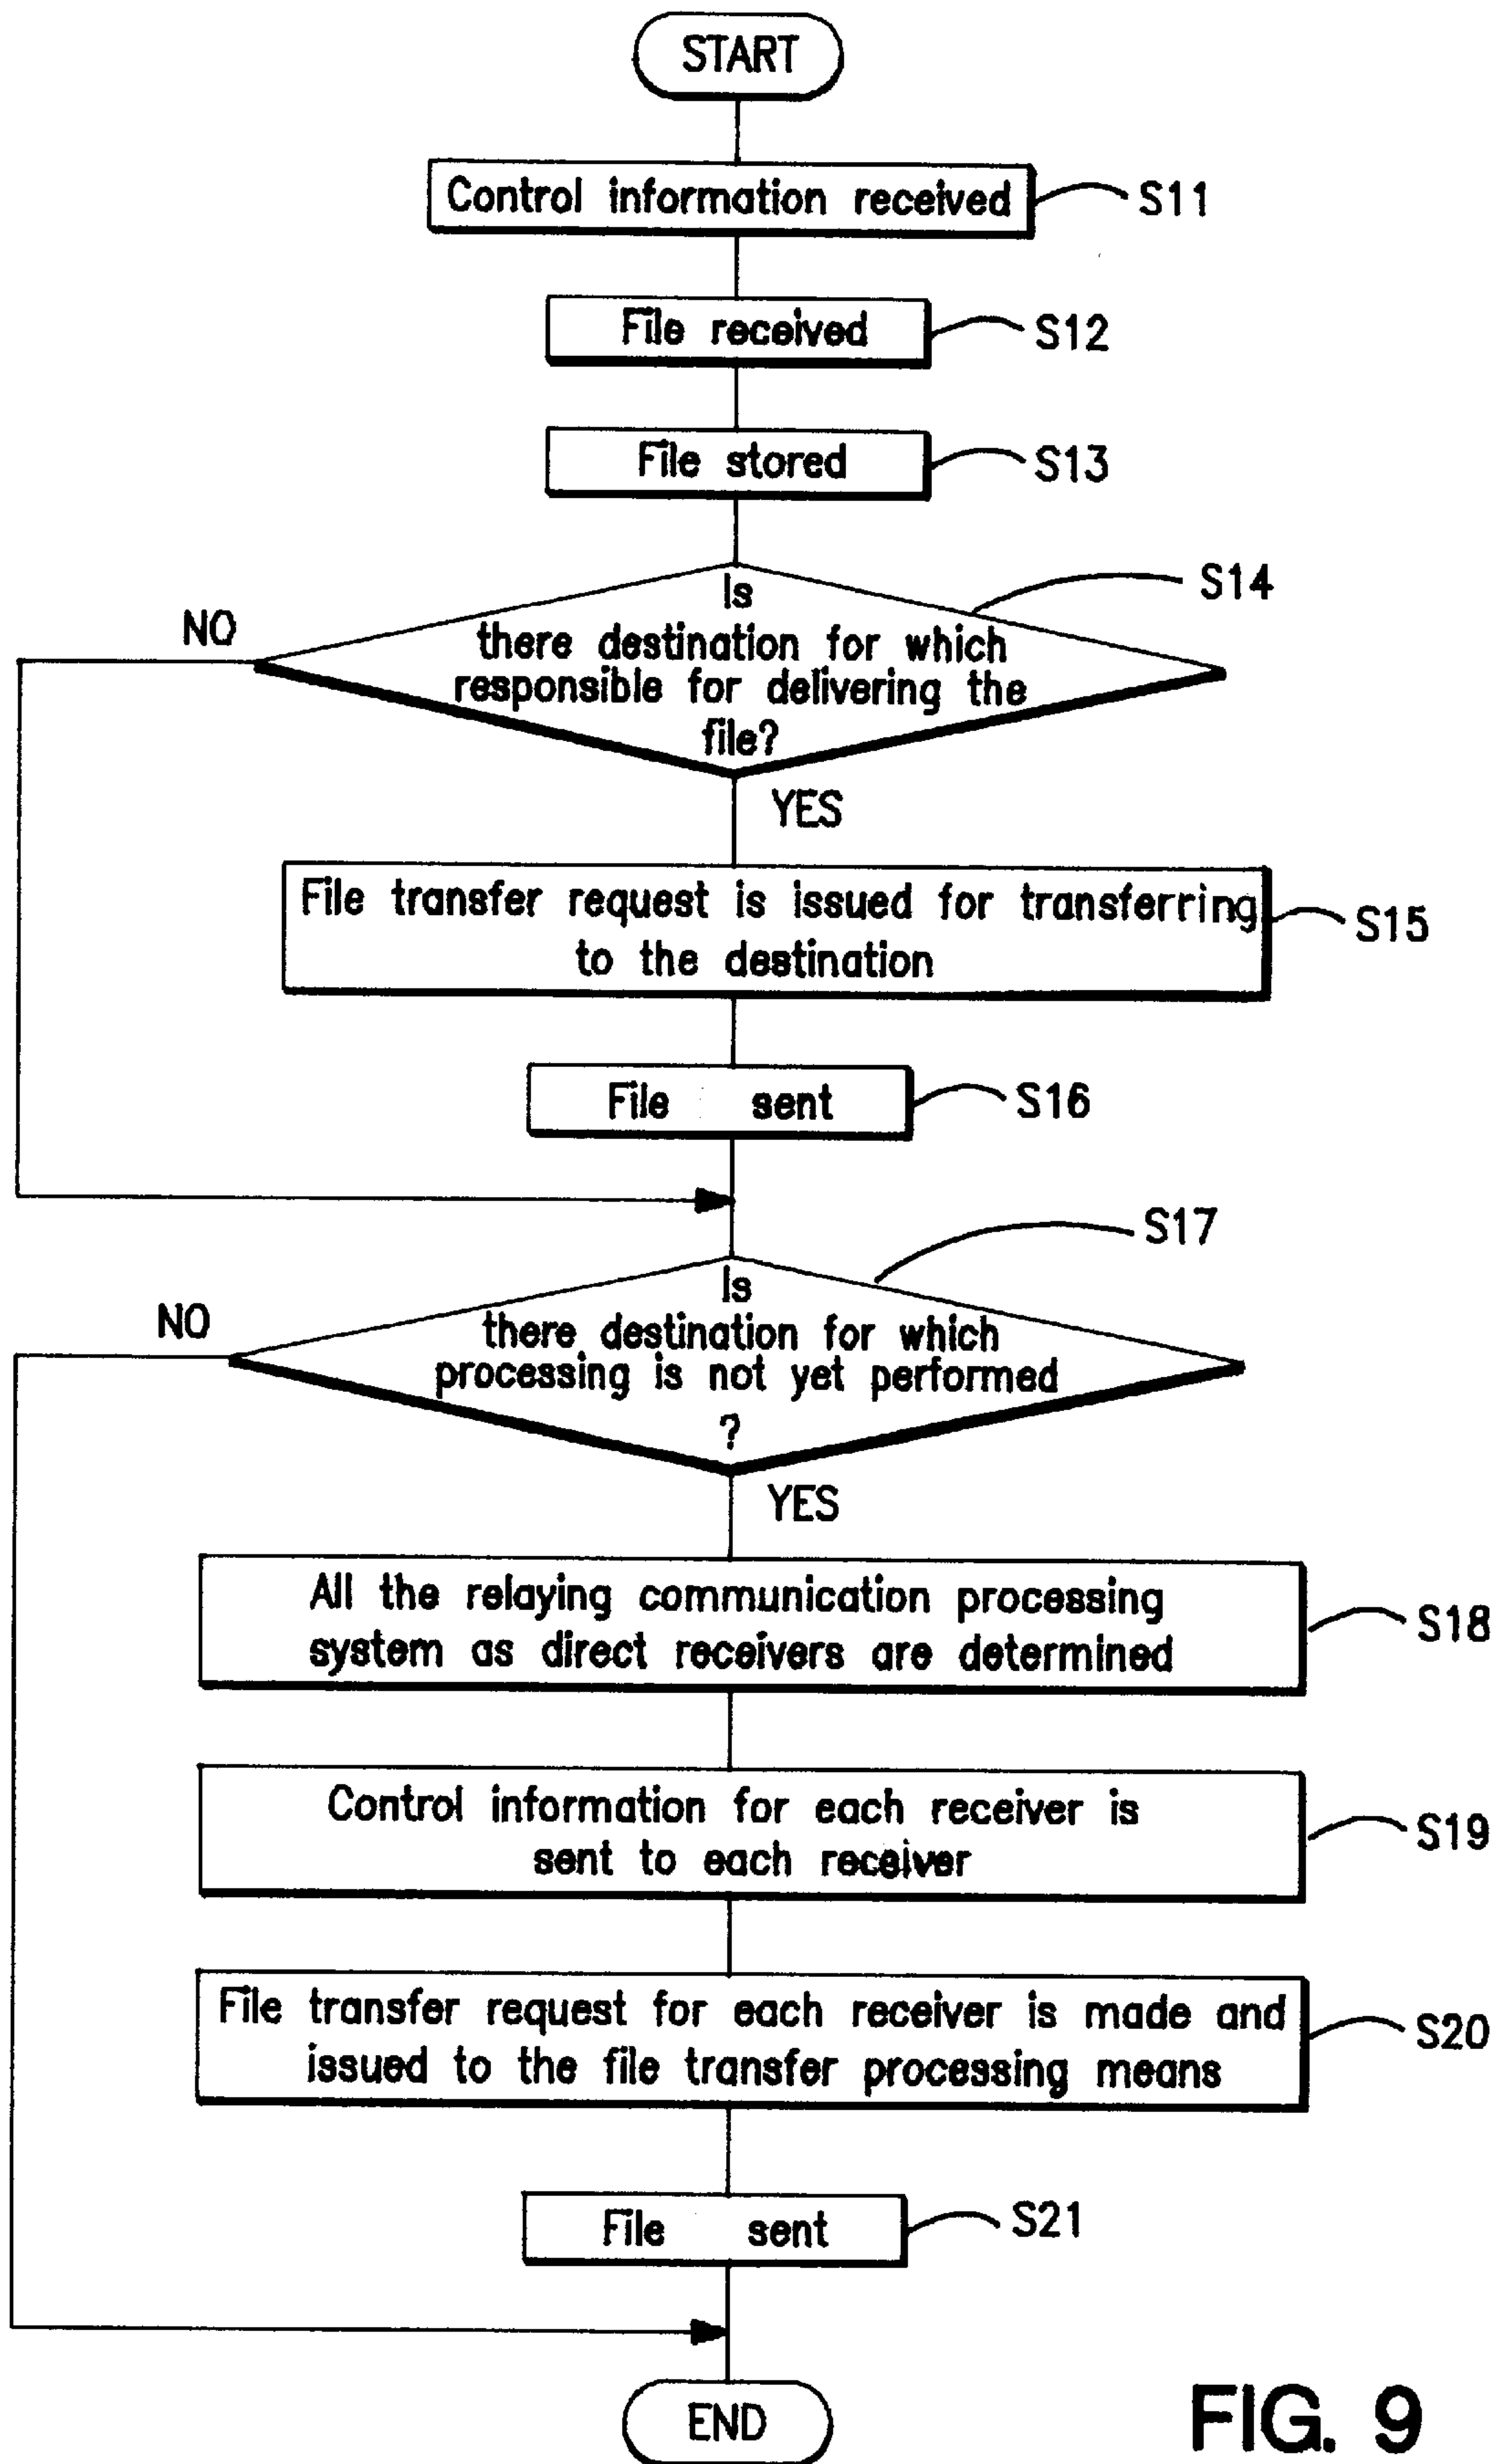 START
Control information received
S11
File received
S12
File stored
S13
S14
Is
there destination for which
responsible for delivering the
file?
NO
YES
File transfer request is issued for transferring
to the destination
S15
File sent
S16
S17
Is
there destination for which
processing is not yet performed
?
NO
YES
All the relaying communication processing
system as direct receivers are determined
S18
Control information for each receiver is
sent to each receiver
S19
File transfer request for each receiver is made and
issued to the file transfer processing means
S20
File sent
S21
END
FIG. 9